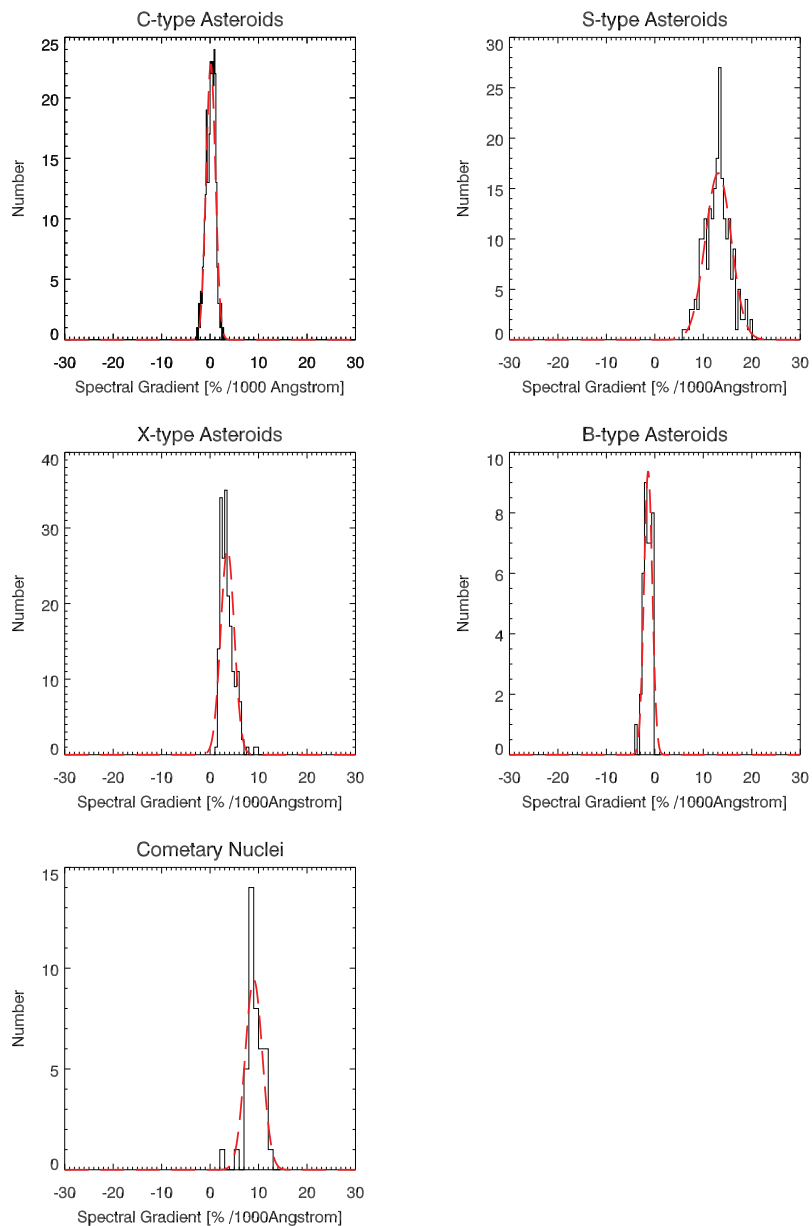 C-type Asteroids
25
20
15
10
5
0
Number
-30 -20 -10 0 10 20 30
Spectral Gradient [% /1000 Angstrom]
S-type Asteroids
30
25
20
15
10
5
0
Number
-30 -20 -10 0 10 20 30
Spectral Gradient [% /1000Angstrom]
X-type Asteroids
40
30
20
10
0
Number
-30 -20 -10 0 10 20 30
Spectral Gradient [% /1000Angstrom]
B-type Asteroids
10
8
6
4
2
0
Number
-30 -20 -10 0 10 20 30
Spectral Gradient [% /1000Angstrom]
Cometary Nuclei
15
10
5
0
Number
-30 -20 -10 0 10 20 30
Spectral Gradient [% /1000Angstrom]